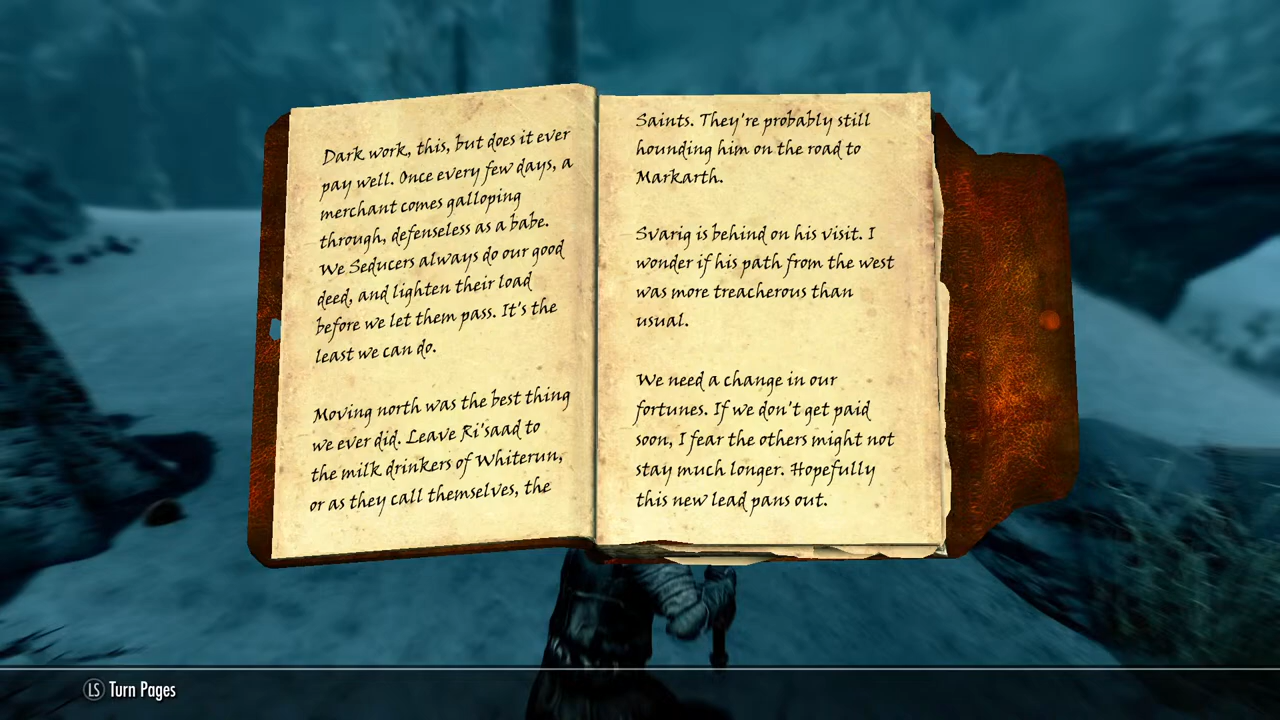 Dark work, this, but does it ever
pay well. Once every few days, a
merchant comes galloping
through, defenseless as a babe.
We Seducers always do our good
deed, and lighten their load
before we let them pass. It's the
least we can do.
Moving north was the best thing
we ever did. Leave Ri'saad to
the milk drinkers of Whiterun,
or as they call themselves, the
Saints. They're probably still
hounding him on the road to
Markarth.
Svarig is behind on his visit. I
wonder if his path from the west
was more treacherous than
usual.
We need a change in our
fortunes. If we don't get paid
soon, I fear the others might not
stay much longer. Hopefully
this new lead pans out.
LS Turn Pages